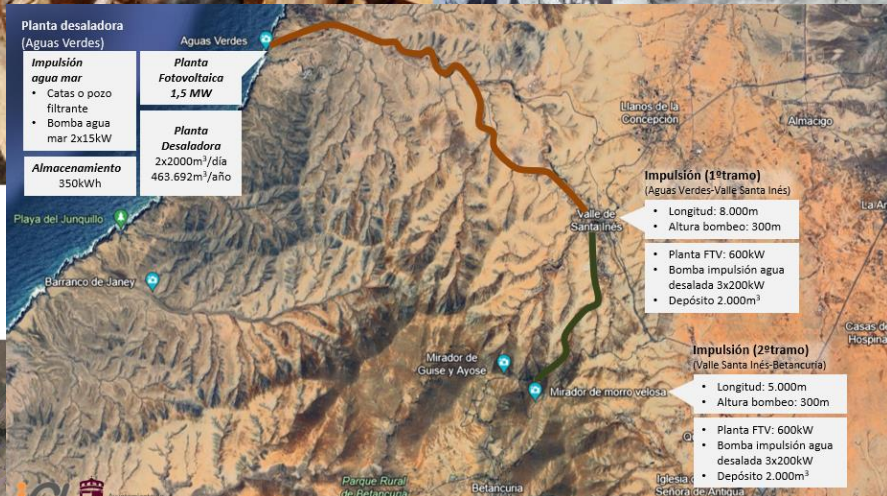 Planta desaladora
(Aguas Verdes)
Impulsión
agua mar
• Catas o pozo
filtrante
• Bomba agua
mar 2x15kW
Almacenamiento
350kWh
Planta
Fotovoltaica
1,5 MW
Planta
Desaladora
2x2000m³/día
463.692m³/año
Aguas Verdes
Llanos de la
Concepción
Almacigo
Impulsión (1ºtramo)
(Aguas Verdes-Valle Santa Inés)
• Longitud: 8.000m
• Altura bombeo: 300m
• Planta FTV: 600kW
• Bomba impulsión agua
desalada 3x200kW
• Depósito 2.000m³
Valle de
Santa Inés
Playa del Junquillo
Barranco de Janey
Casas de
Hospina
Impulsión (2ºtramo)
(Valle Santa Inés-Betancuria)
• Longitud: 5.000m
• Altura bombeo: 300m
• Planta FTV: 600kW
• Bomba impulsión agua
desalada 3x200kW
• Depósito 2.000m³
Mirador de
Guise y Ayose
Mirador de morro velosa
Parque Rural
de Betancuria
Betancuria
Iglesia
Señora de Antigua